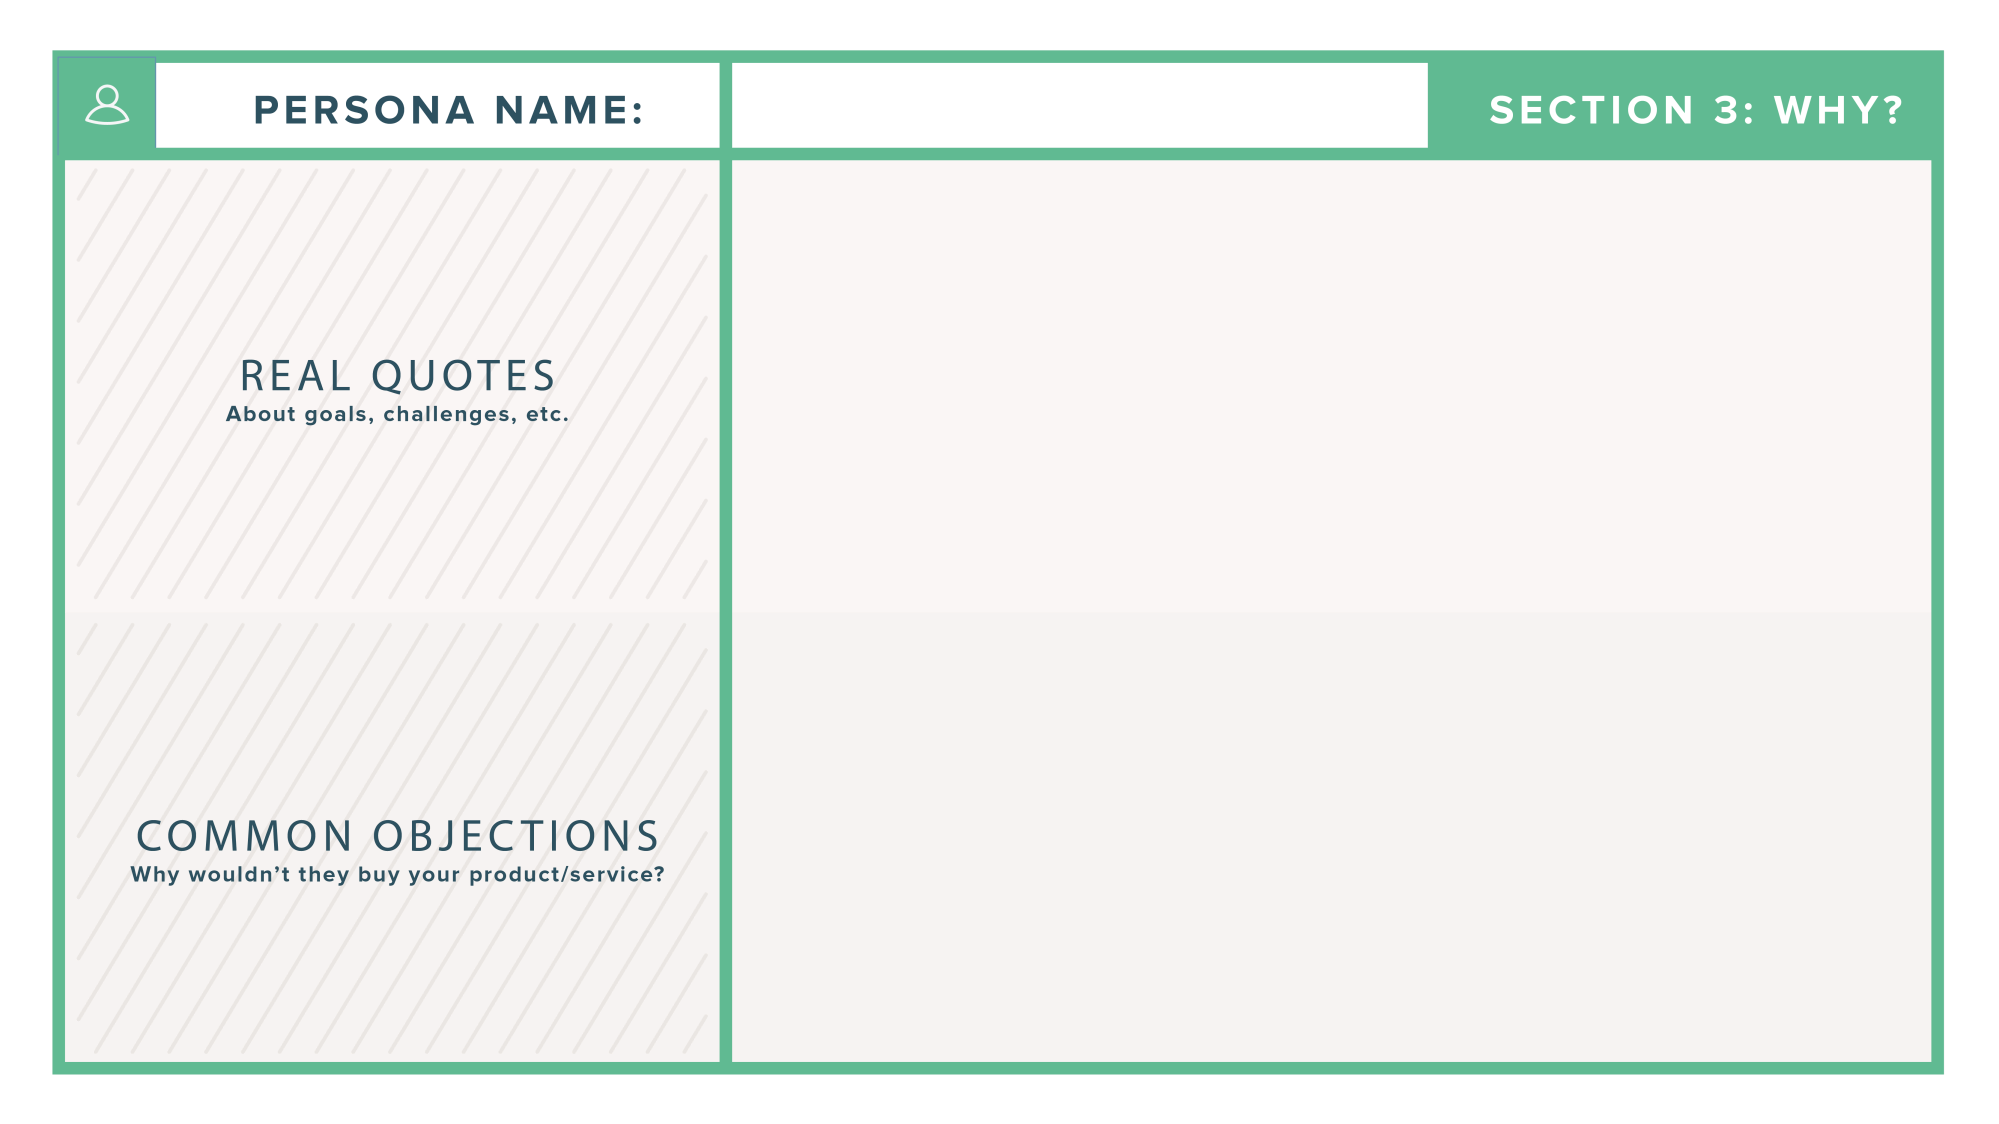 PERSONA NAME:
SECTION 3: WHY?
REAL QUOTES
About goals, challenges, etc.
COMMON OBJECTIONS
Why wouldn’t they buy your product/service?